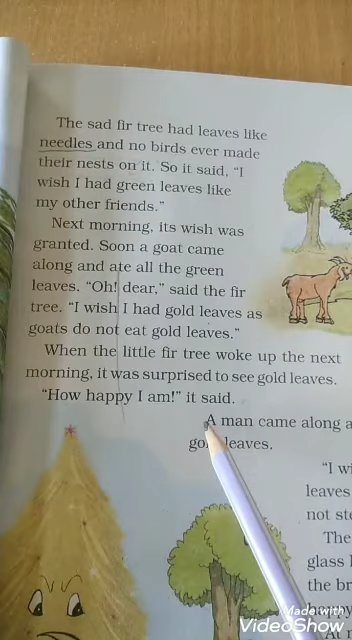 The sad fir tree had leaves like
needles and no birds ever made
their nests on it. So it said, "I
wish I had green leaves like
my other friends."
Next morning, its wish was
granted. Soon a goat came
along and ate all the green
leaves. "Oh! dear," said the fir
tree. "I wish I had gold leaves as
goats do not eat gold leaves."
When the little fir tree woke up the next
morning, it was surprised to see gold leaves.
"How happy I am!" it said.
A man came along a
leaves.
"I wi
leaves
not ste
The
glass l
the br
Made with
VideoShow